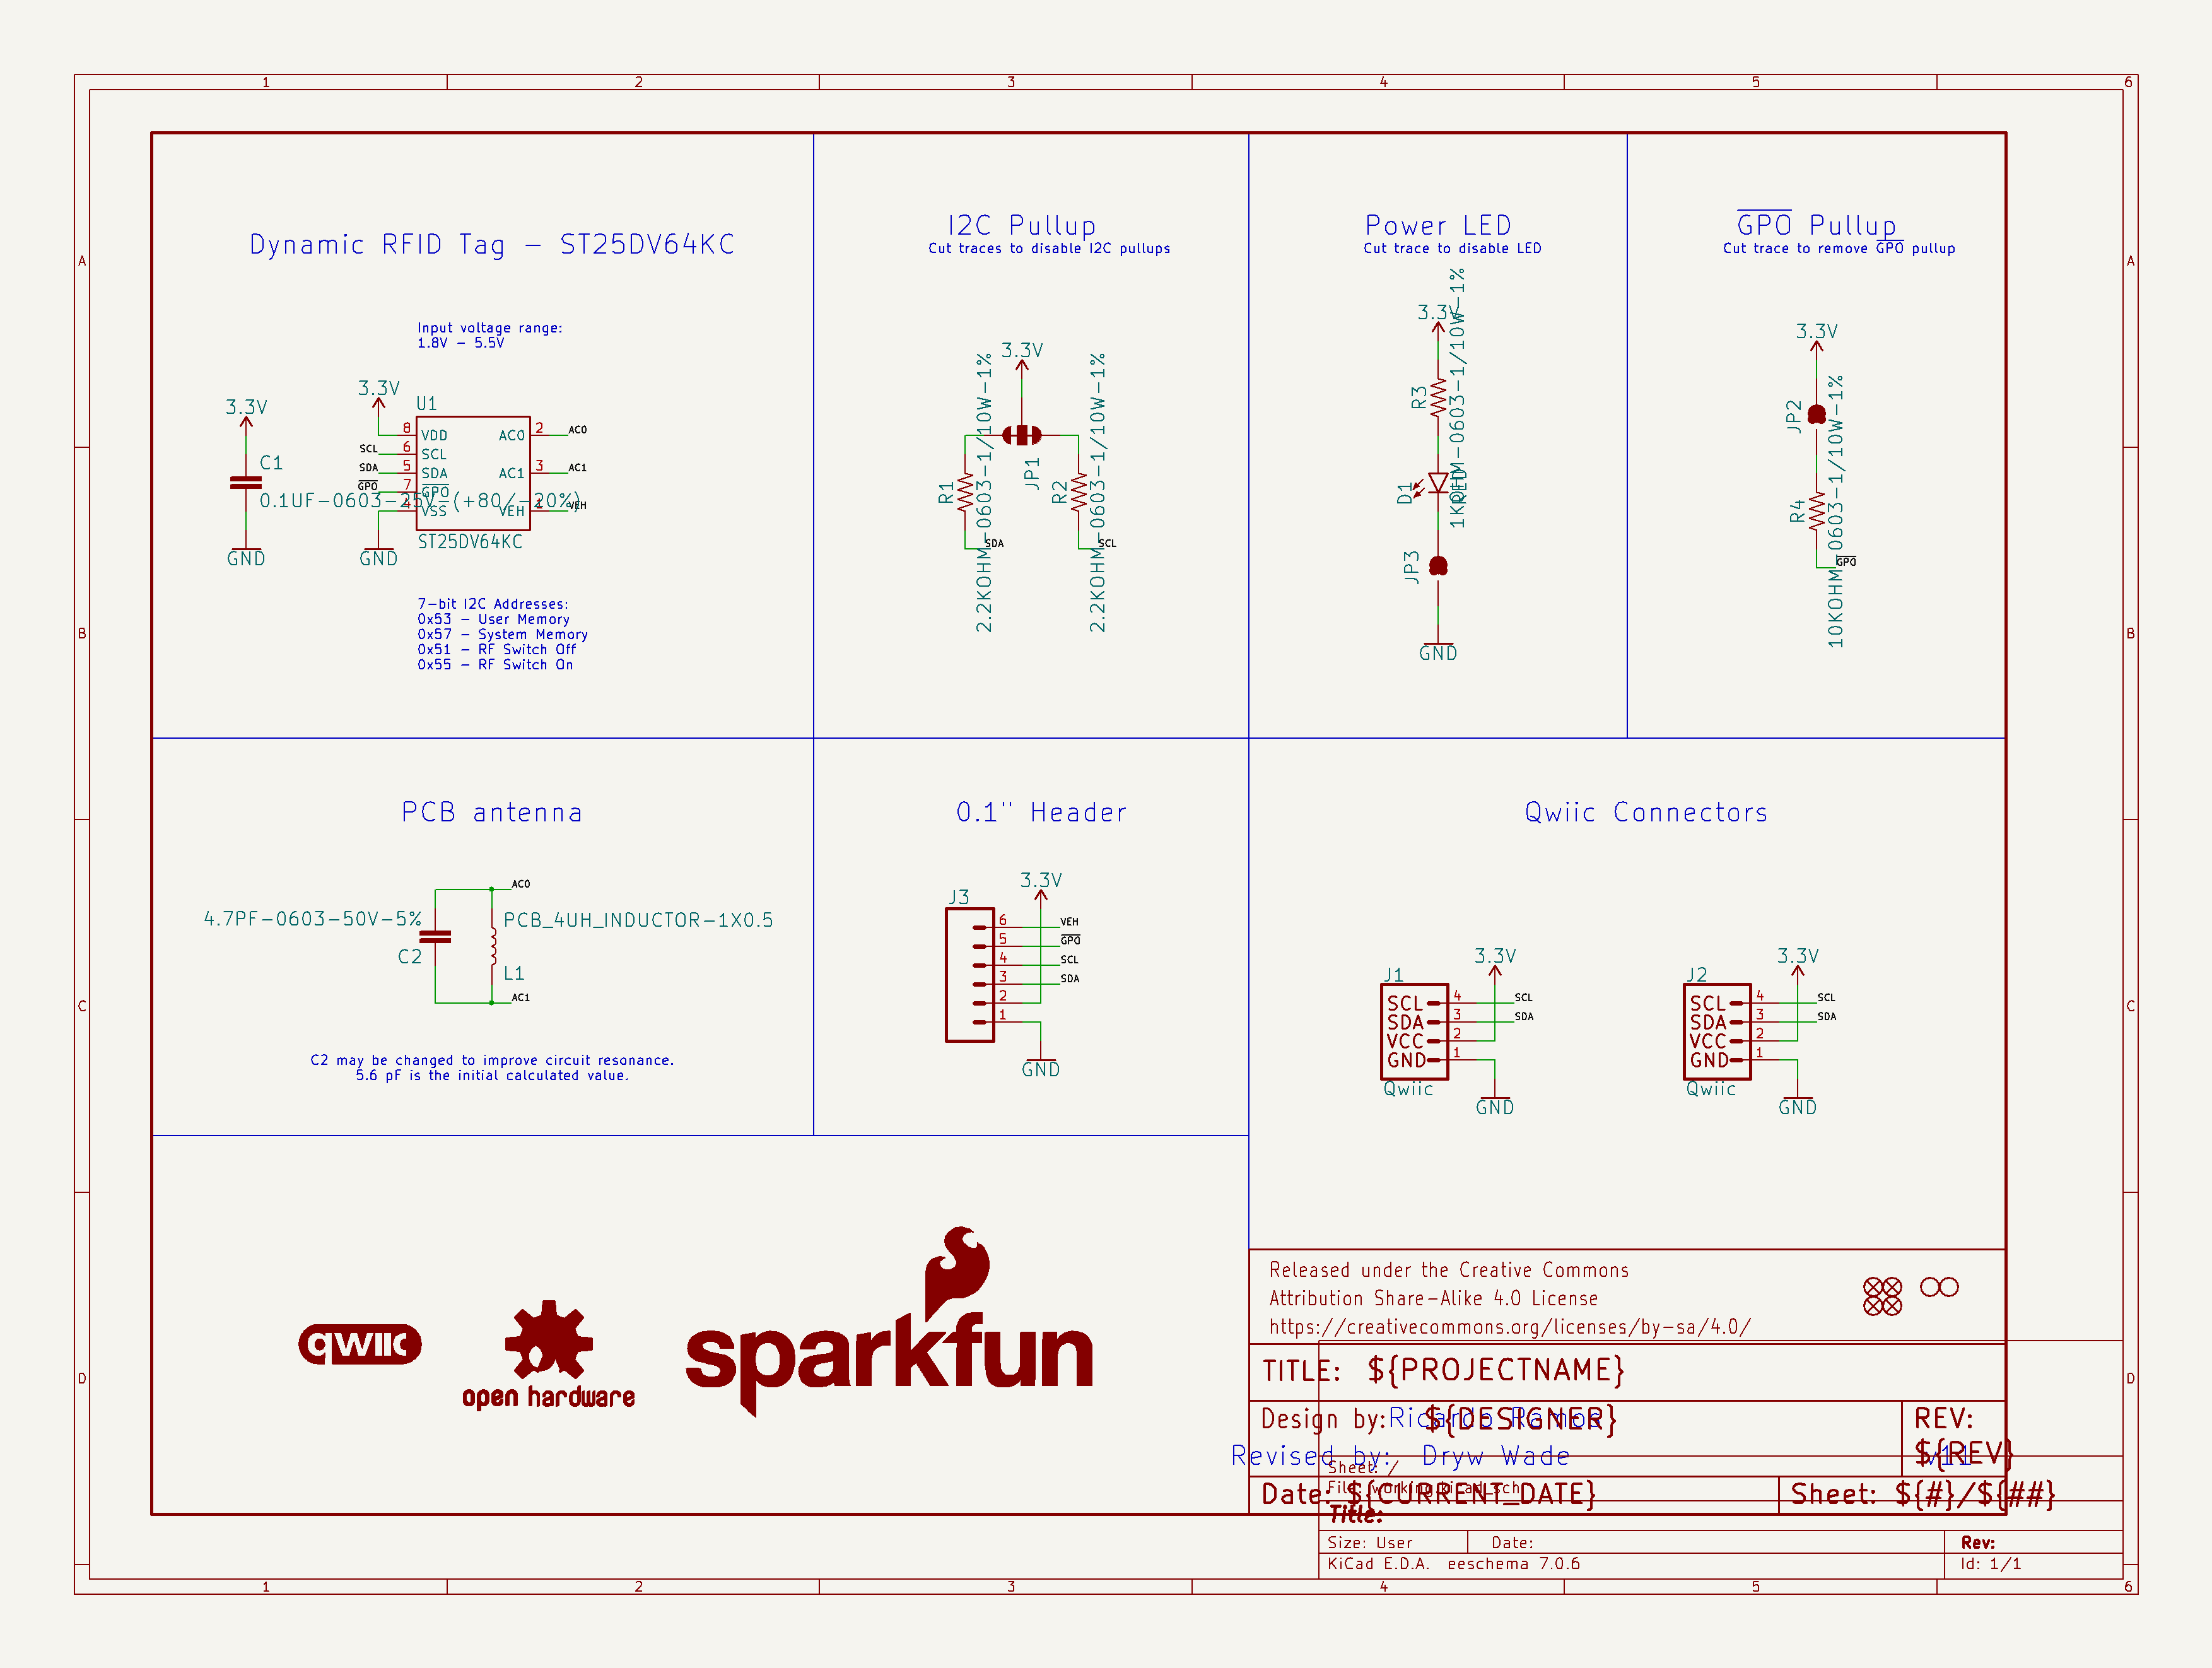 1 2 3 4 5 6
A
B
C
D
A
B
C
D
Dynamic RFID Tag - ST25DV64KC
Input voltage range:
1.8V - 5.5V
3.3V
C1
0.1UF-0603-25V-(+80/-20%)
GND
3.3V
U1
8 VDD
6 SCL
5 SDA
7 GPO
4 VSS
AC0 2
AC1 3
VEH 1
SCL
SDA
GPO
AC0
AC1
VEH
ST25DV64KC
GND
7-bit I2C Addresses:
0x53 - User Memory
0x57 - System Memory
0x51 - RF Switch Off
0x55 - RF Switch On
I2C Pullup
Cut traces to disable I2C pullups
3.3V
JP1
R1
2.2KOHM-0603-1/10W-1%
R2
2.2KOHM-0603-1/10W-1%
SDA
SCL
Power LED
Cut trace to disable LED
3.3V
R3
1KOHM-0603-1/10W-1%
D1
RED
JP3
GND
GPO Pullup
Cut trace to remove GPO pullup
3.3V
JP2
R4
10KOHM-0603-1/10W-1%
GPO
PCB antenna
AC0
4.7PF-0603-50V-5%
C2
PCB_4UH_INDUCTOR-1X0.5
L1
AC1
C2 may be changed to improve circuit resonance.
5.6 pF is the initial calculated value.
0.1" Header
3.3V
J3
6 VEH
5 GPO
4 SCL
3 SDA
2
1
GND
Qwiic Connectors
3.3V
J1
SCL 4 SCL
SDA 3 SDA
VCC 2
GND 1
Qwiic
GND
3.3V
J2
SCL 4 SCL
SDA 3 SDA
VCC 2
GND 1
Qwiic
GND
qwiic
open hardware
sparkfun
Released under the Creative Commons
Attribution Share-Alike 4.0 License
https://creativecommons.org/licenses/by-sa/4.0/
TITLE: ${PROJECTNAME}
Design by: Ricardo Ramos
${DESIGNER}
REV:
${REV}
v11
Revised by: Dryw Wade
Date: ${CURRENT_DATE}
Sheet: ${#}/${##}
Sheet: /
File: working.kicad_sch
Title:
Size: User
Date:
Rev:
KiCad E.D.A. eeschema 7.0.6
Id: 1/1
1 2 3 4 5 6